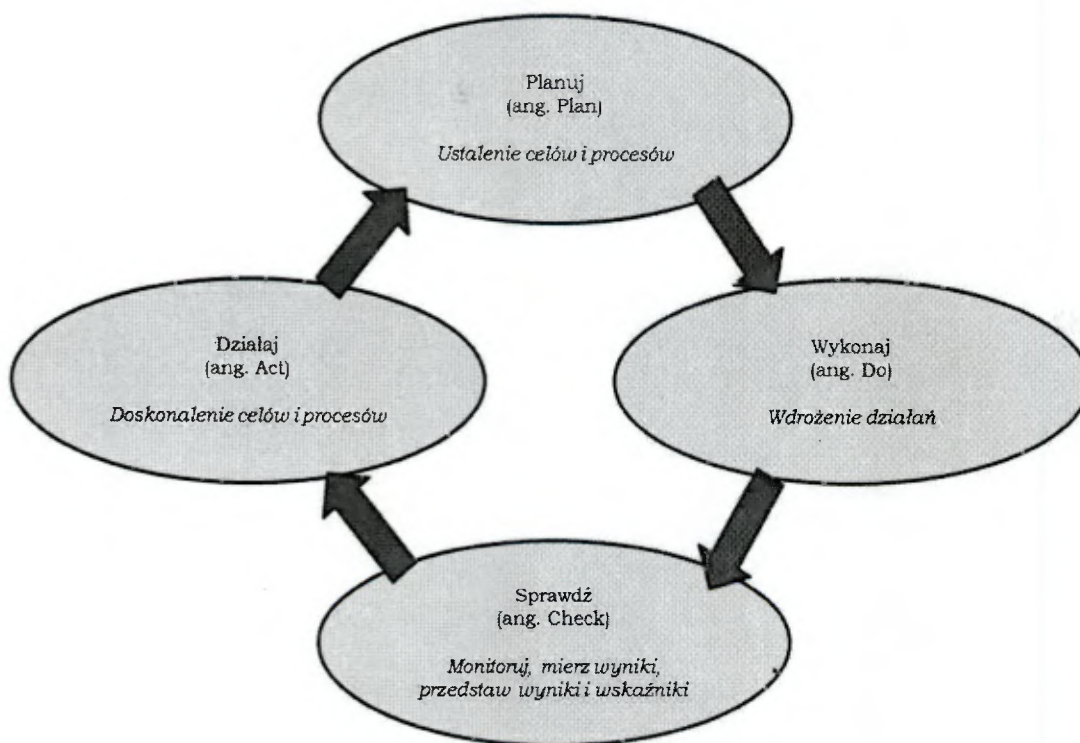 Planuj
(ang. Plan)
Ustalenie celów i procesów
Działaj
(ang. Act)
Doskonalenie celów i procesów
Wykonaj
(ang. Do)
Wdrożenie działań
Sprawdź
(ang. Check)
Monitoruj, mierz wyniki,
przedstaw wyniki i wskaźniki